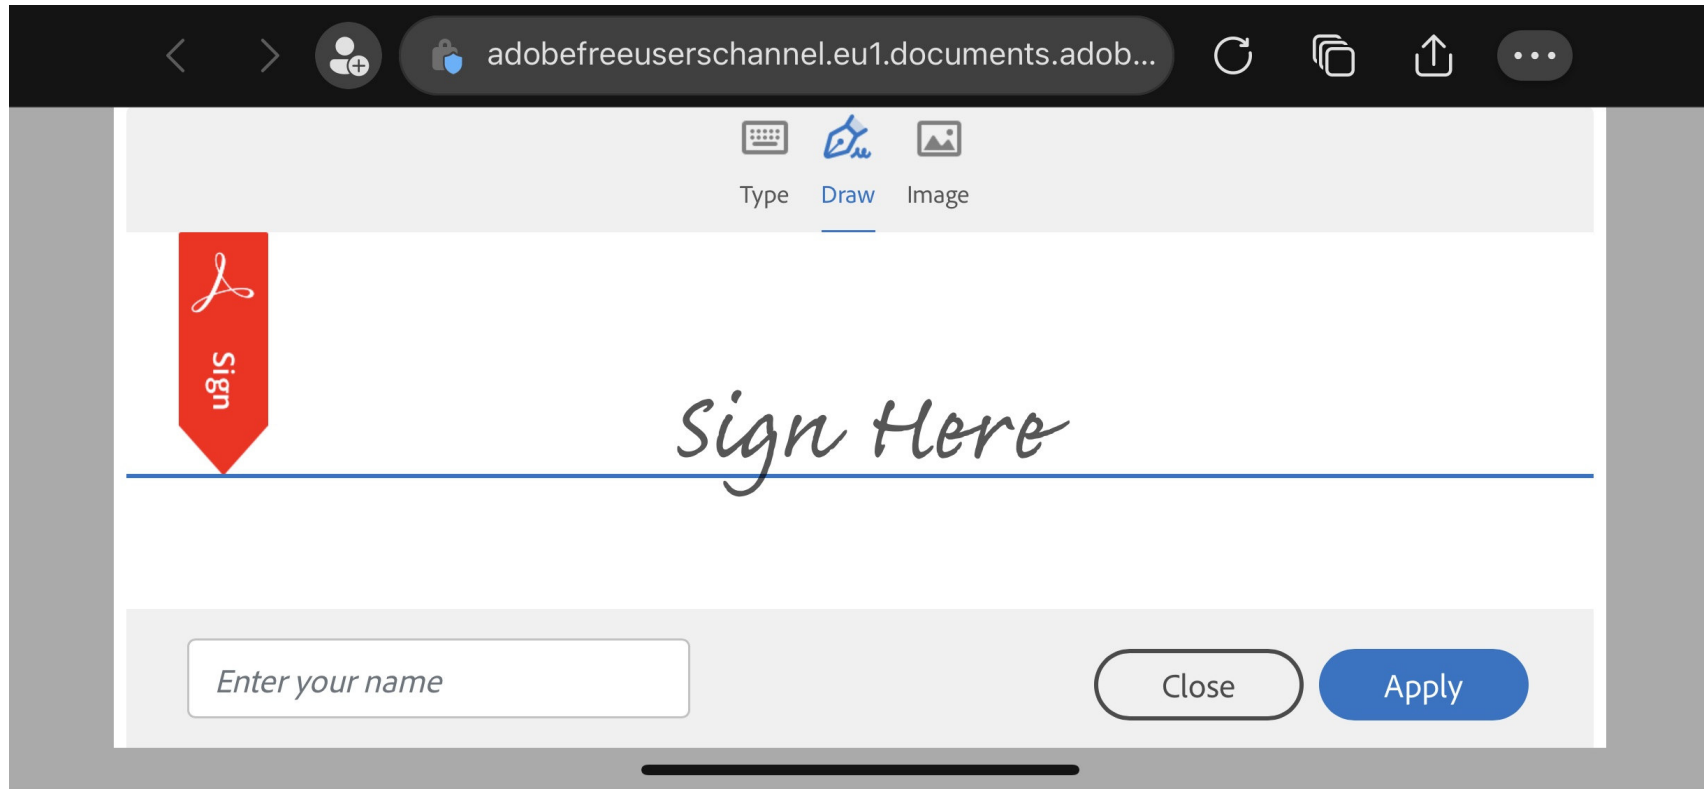 adobefreeuserschannel.eu1.documents.adob...
Type Draw Image
Sign
Sign Here
Enter your name
Close Apply